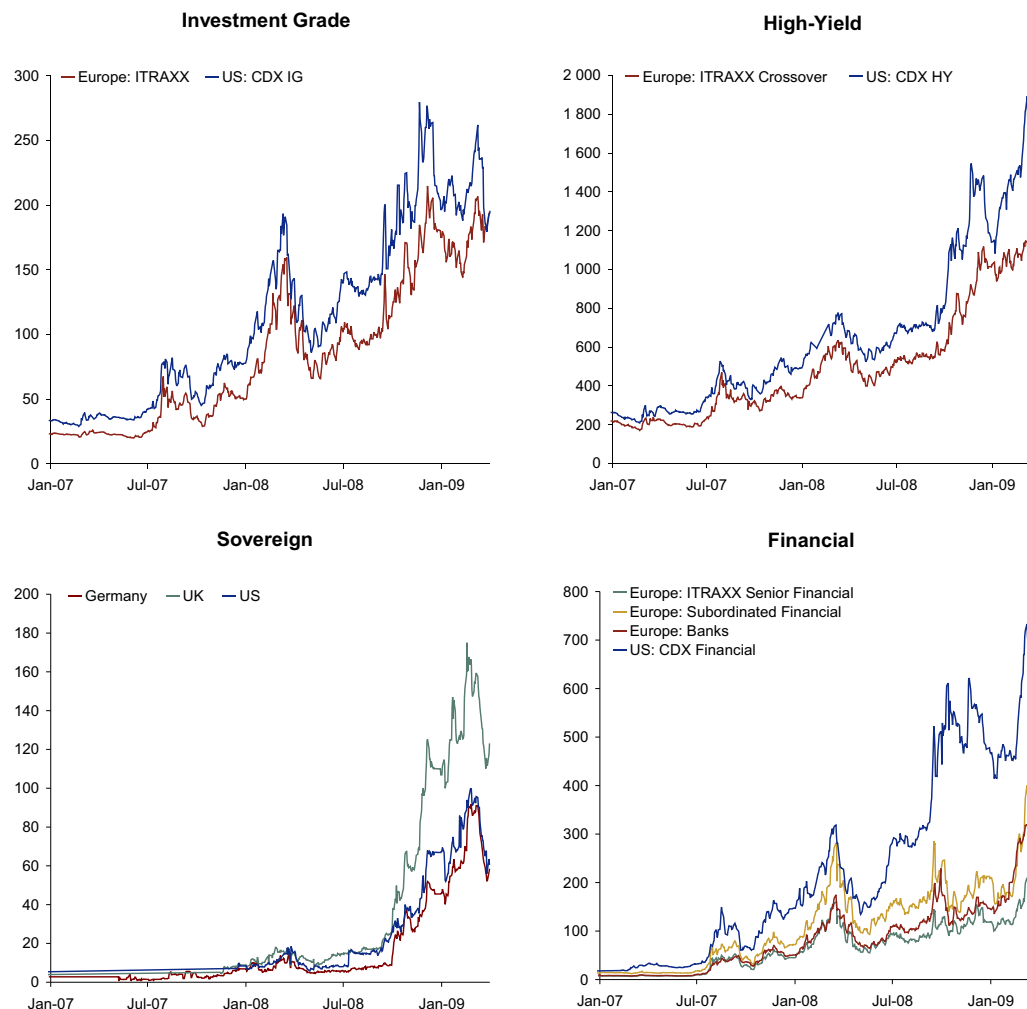 Investment Grade
Europe: ITRAXX US: CDX IG
300
250
200
150
100
50
0
Jan-07 Jul-07 Jan-08 Jul-08 Jan-09
High-Yield
Europe: ITRAXX Crossover US: CDX HY
2 000
1 800
1 600
1 400
1 200
1 000
800
600
400
200
0
Jan-07 Jul-07 Jan-08 Jul-08 Jan-09
Sovereign
Germany UK US
200
180
160
140
120
100
80
60
40
20
0
Jan-07 Jul-07 Jan-08 Jul-08 Jan-09
Financial
Europe: ITRAXX Senior Financial
Europe: Subordinated Financial
Europe: Banks
US: CDX Financial
800
700
600
500
400
300
200
100
0
Jan-07 Jul-07 Jan-08 Jul-08 Jan-09